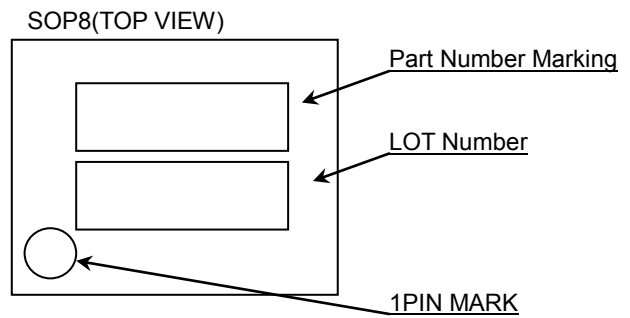 SOP8(TOP VIEW)
Part Number Marking
LOT Number
1PIN MARK